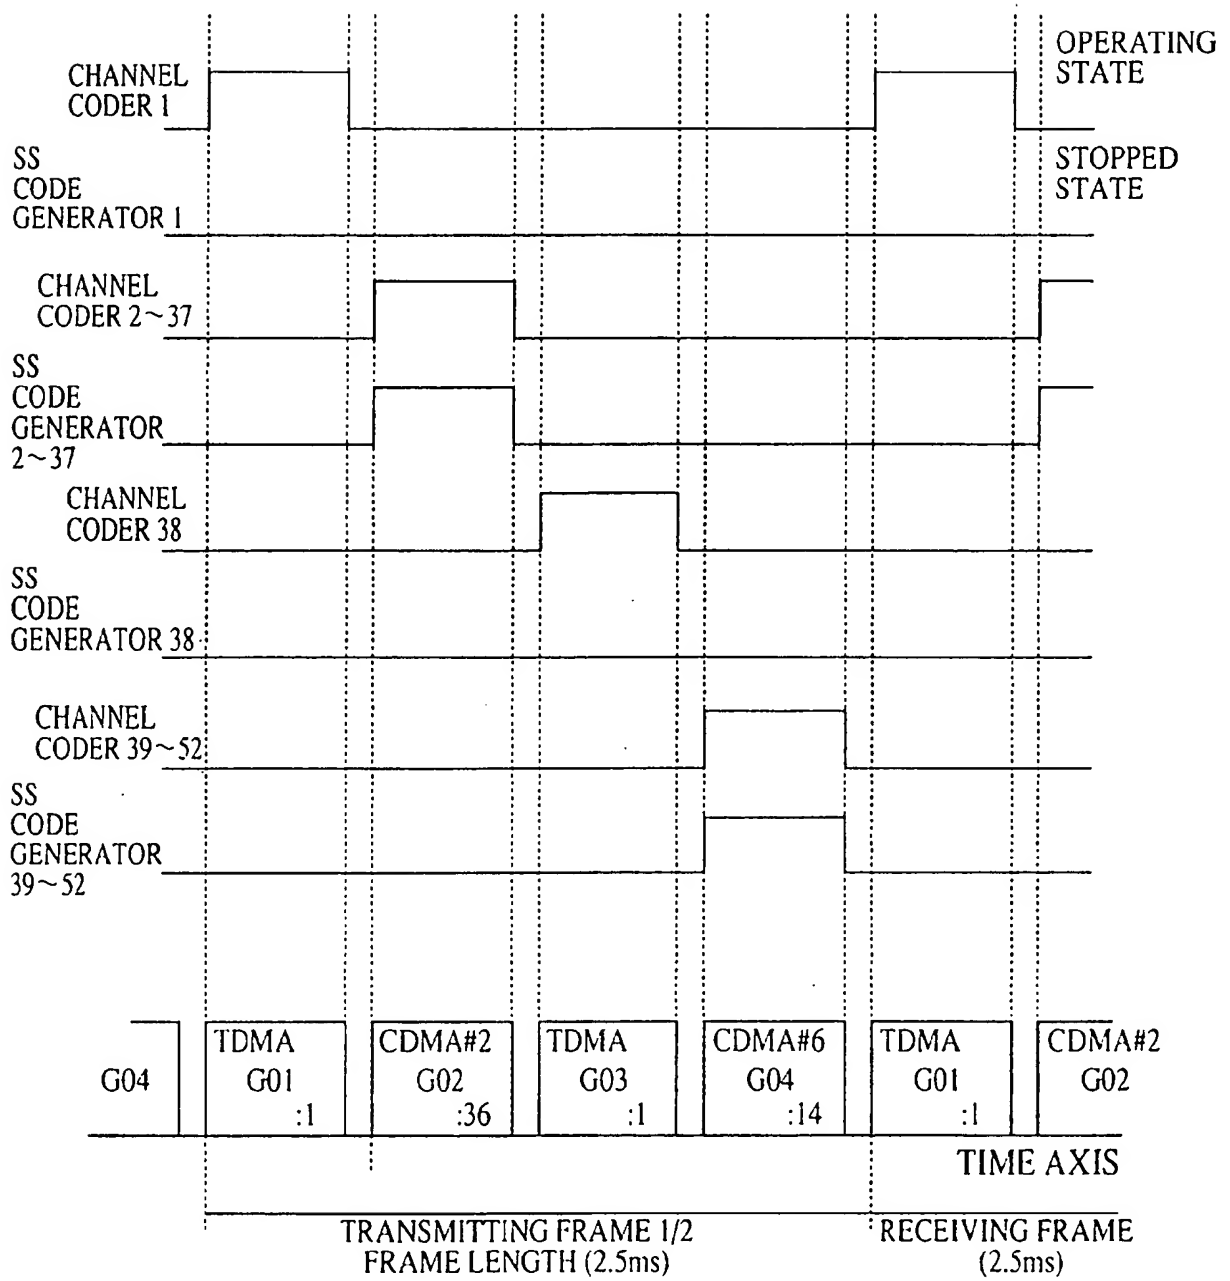 OPERATING
STATE
CHANNEL
CODER 1
STOPPED
STATE
SS
CODE
GENERATOR 1
CHANNEL
CODER 2~37
SS
CODE
GENERATOR
2~37
CHANNEL
CODER 38
SS
CODE
GENERATOR 38
CHANNEL
CODER 39~52
SS
CODE
GENERATOR
39~52
G04
TDMA
G01
:1
CDMA#2
G02
:36
TDMA
G03
:1
CDMA#6
G04
:14
TDMA
G01
:1
CDMA#2
G02
TIME AXIS
TRANSMITTING FRAME 1/2
FRAME LENGTH (2.5ms)
RECEIVING FRAME
(2.5ms)